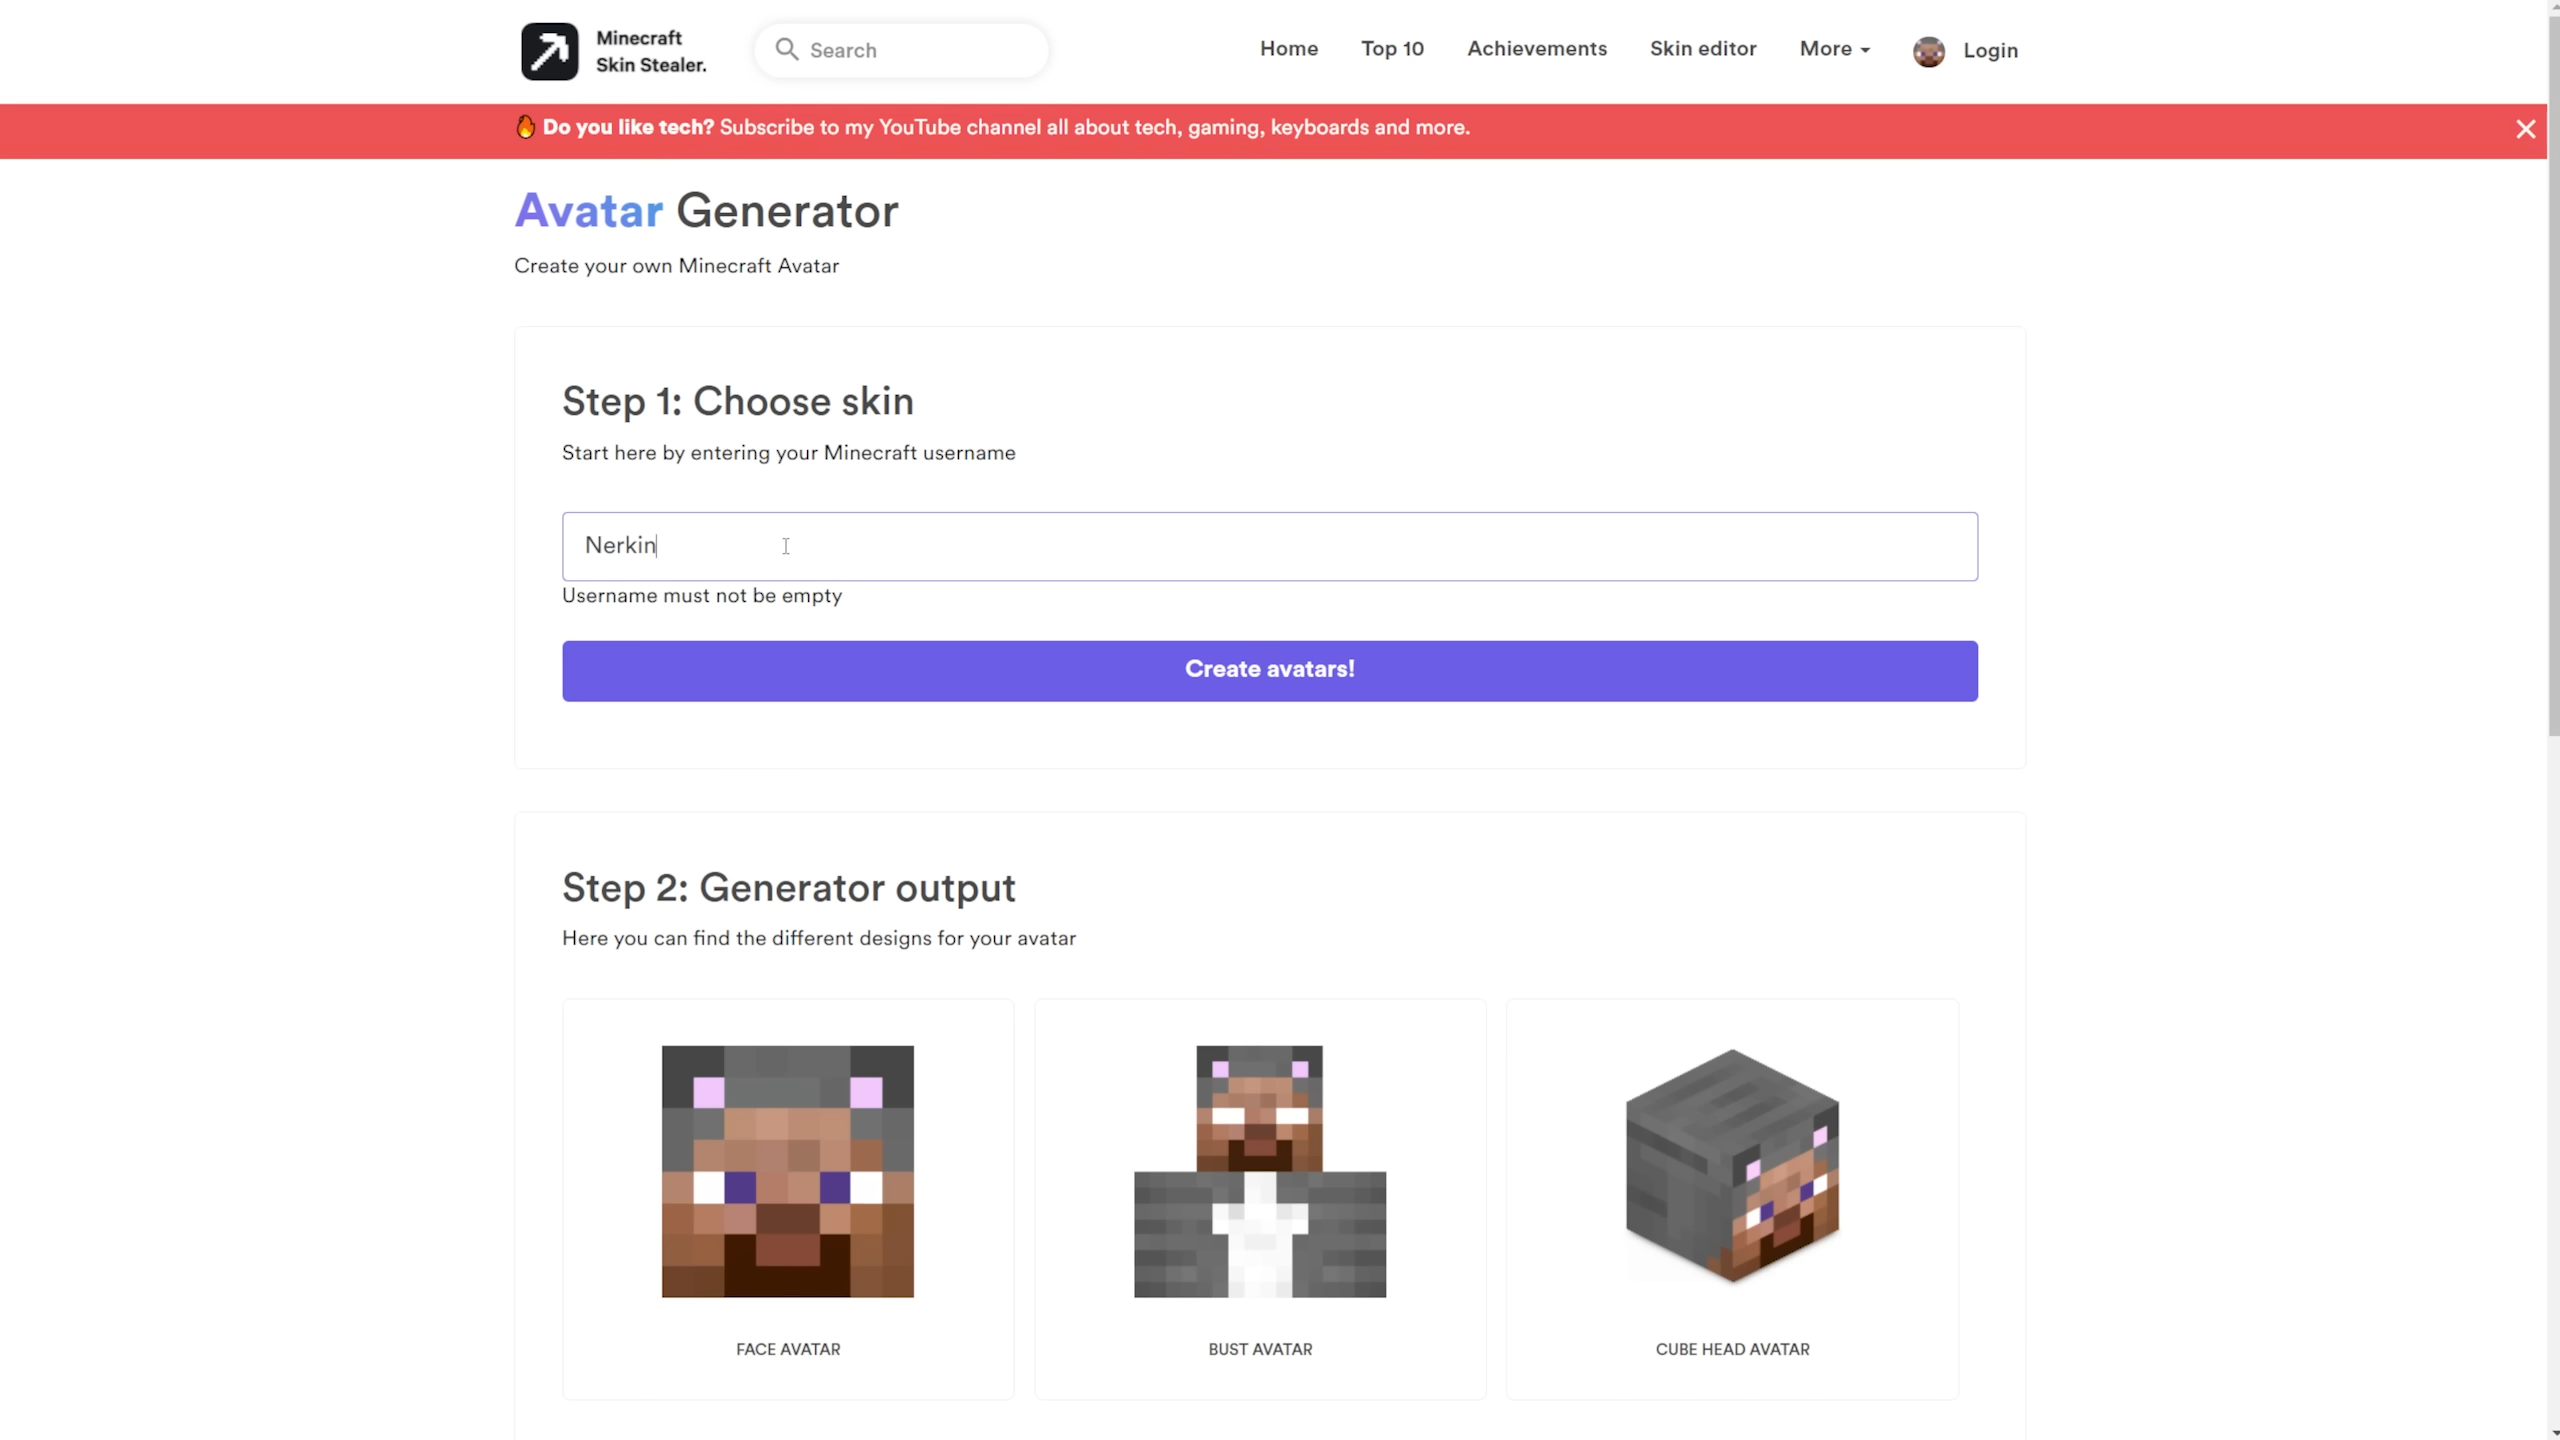 Minecraft
Skin Stealer.
Search
Home
Top 10
Achievements
Skin editor
More
Login
Do you like tech? Subscribe to my YouTube channel all about tech, gaming, keyboards and more.
Avatar Generator
Create your own Minecraft Avatar
Step 1: Choose skin
Start here by entering your Minecraft username
Nerkin
Username must not be empty
Create avatars!
Step 2: Generator output
Here you can find the different designs for your avatar
FACE AVATAR
BUST AVATAR
CUBE HEAD AVATAR